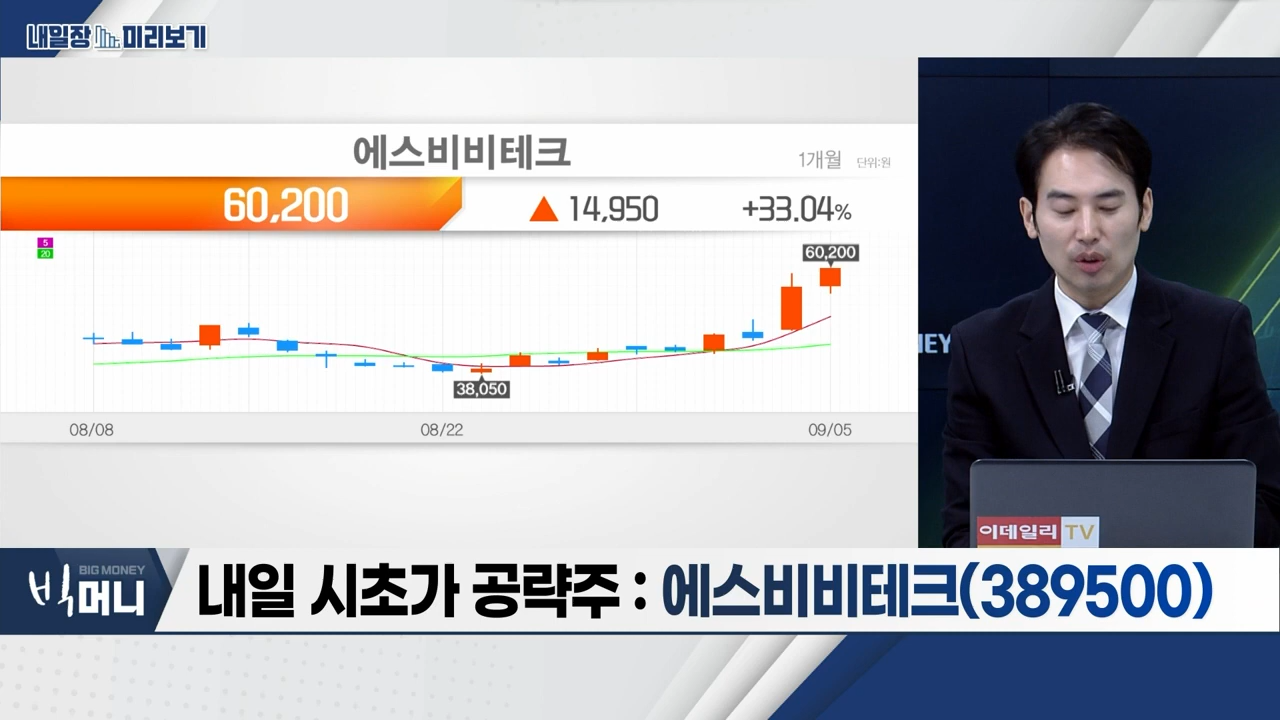 내일장 미리보기
에스비비테크
1개월 단위:원
60,200 ▲ 14,950 +33.04%
5
20
60,200
38,050
08/08 08/22 09/05
NEY
이데일리 TV
빅머니 BIG MONEY
내일 시초가 공략주 : 에스비비테크(389500)